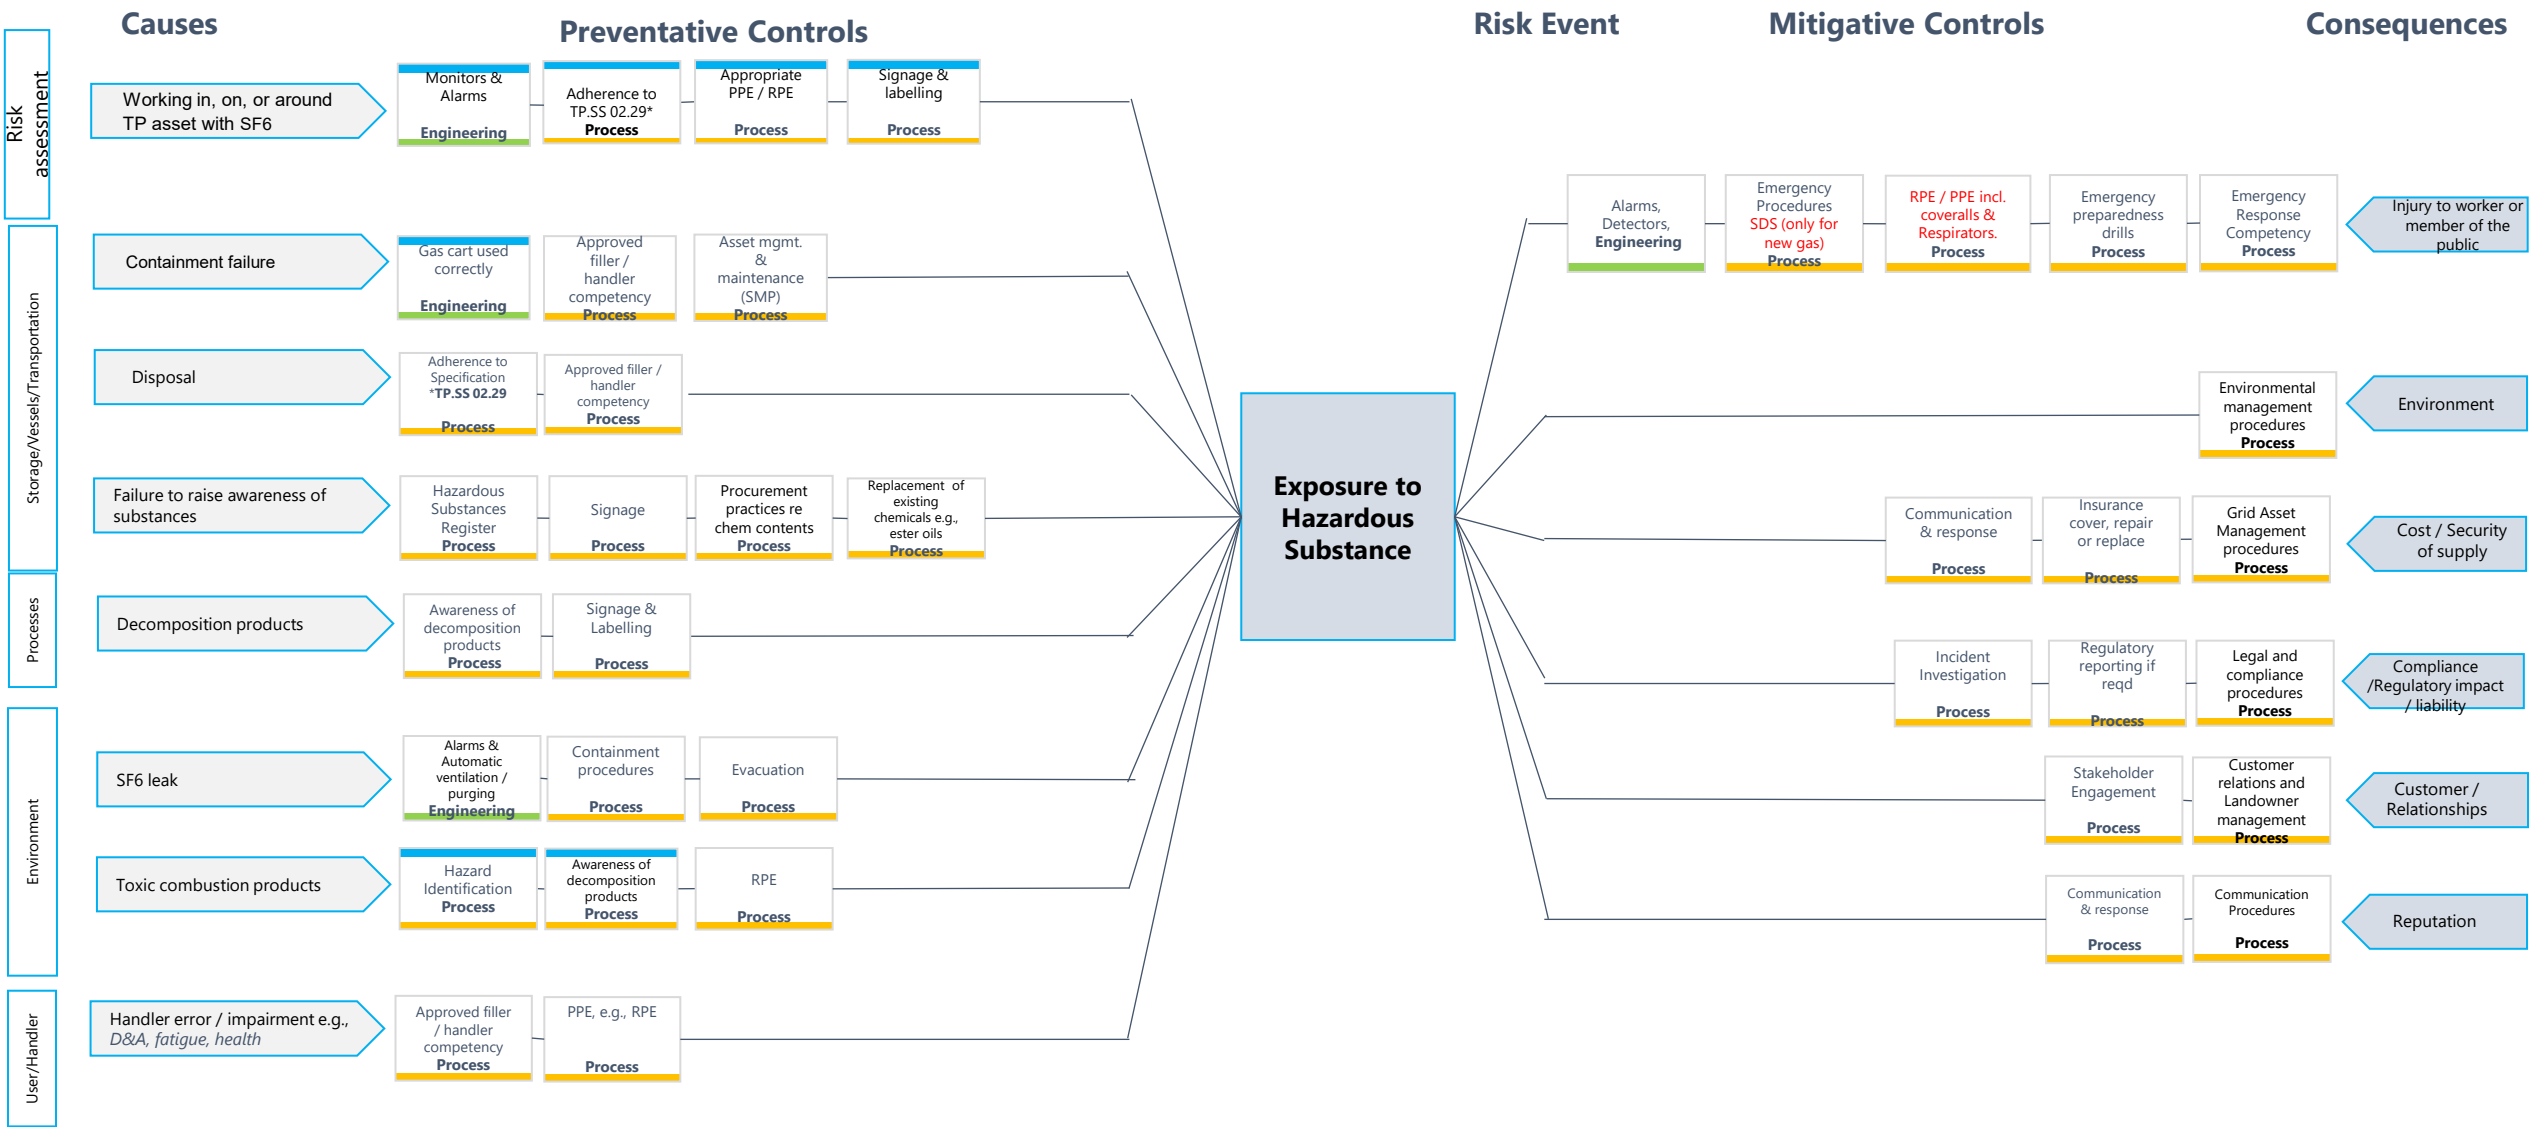 Causes
Preventative Controls
Risk Event
Mitigative Controls
Consequences
Risk
assessment
Working in, on, or around
TP asset with SF6
Monitors &
Alarms
Engineering
Adherence to
TP.SS 02.29*
Process
Appropriate
PPE / RPE
Process
Signage &
labelling
Process
Storage/Vessels/Transportation
Containment failure
Gas cart used
correctly
Engineering
Approved
filler /
handler
competency
Process
Asset mgmt.
&
maintenance
(SMP)
Process
Disposal
Adherence to
Specification
*TP.SS 02.29
Process
Approved filler /
handler
competency
Process
Failure to raise awareness of
substances
Hazardous
Substances
Register
Process
Signage
Process
Procurement
practices re
chem contents
Process
Replacement of
existing
chemicals e.g.,
ester oils
Process
Processes
Decomposition products
Awareness of
decomposition
products
Process
Signage &
Labelling
Process
Environment
SF6 leak
Alarms &
Automatic
ventilation /
purging
Engineering
Containment
procedures
Process
Evacuation
Process
Toxic combustion products
Hazard
Identification
Process
Awareness of
decomposition
products
Process
RPE
Process
User/Handler
Handler error / impairment e.g.,
D&A, fatigue, health
Approved filler
/ handler
competency
Process
PPE, e.g., RPE
Process
Exposure to
Hazardous
Substance
Alarms,
Detectors,
Engineering
Emergency
Procedures
SDS (only for
new gas)
Process
RPE / PPE incl.
coveralls &
Respirators.
Process
Emergency
preparedness
drills
Process
Emergency
Response
Competency
Process
Injury to worker or
member of the
public
Environmental
management
procedures
Process
Environment
Communication
& response
Process
Insurance
cover, repair
or replace
Process
Grid Asset
Management
procedures
Process
Cost / Security
of supply
Incident
Investigation
Process
Regulatory
reporting if
reqd
Process
Legal and
compliance
procedures
Process
Compliance
/Regulatory impact
/ liability
Stakeholder
Engagement
Process
Customer
relations and
Landowner
management
Process
Customer /
Relationships
Communication
& response
Process
Communication
Procedures
Process
Reputation